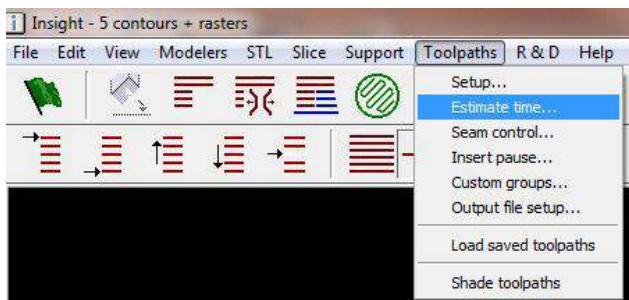 Insight - 5 contours + rasters
File Edit View Modelers STL Slice Support Toolpaths R & D Help
Setup...
Estimate time...
Seam control...
Insert pause...
Custom groups...
Output file setup...
Load saved toolpaths
Shade toolpaths